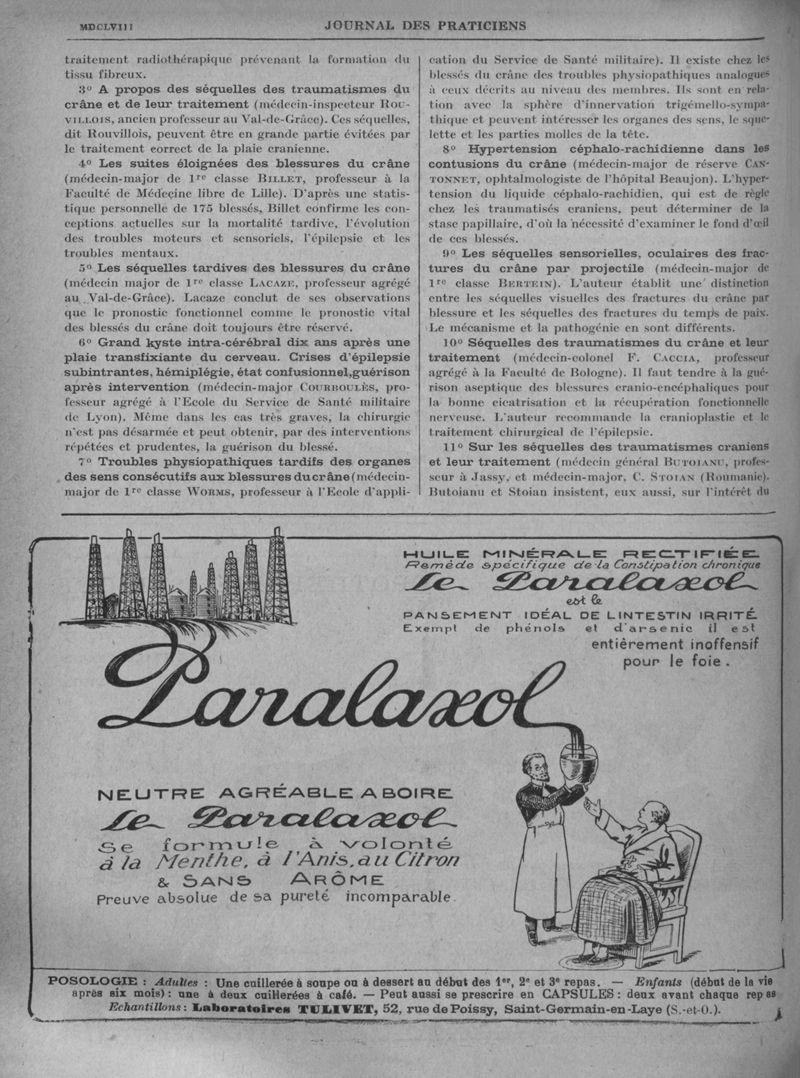 MDCLVIII
JOURNAL DES PRATICIENS
traitement radiothérapique prévenant la formation du
tissu fibreux.
3º A propos des séquelles des traumatismes du
crâne et de leur traitement (médecin-inspecteur ROU-
VILLOIS, ancien professeur au Val-de-Grâce). Ces séquelles,
dit Rouvillois, peuvent être en grande partie évitées par
le traitement correct de la plaie cranienne.
4º Les suites éloignées des blessures du crâne
(médecin-major de 1re classe BILLET, professeur à la
Faculté de Médecine libre de Lille). D'après une statis-
tique personnelle de 175 blessés, Billet confirme les con-
ceptions actuelles sur la mortalité tardive, l'évolution
des troubles moteurs et sensoriels, l'épilepsie et les
troubles mentaux.
5º Les séquelles tardives des blessures du crâne
(médecin major de 1re classe LACAZE, professeur agrégé
au Val-de-Grâce). Lacaze conclut de ses observations
que le pronostic fonctionnel comme le pronostic vital
des blessés du crâne doit toujours être réservé.
6º Grand kyste intra-cérébral dix ans après une
plaie transfixiante du cerveau. Crises d'épilepsie
subintrantes, hémiplégie, état confusionnel, guérison
après intervention (médecin-major COURBOULÈS, pro-
fesseur agrégé à l'Ecole du Service de Santé militaire
de Lyon). Même dans les cas très graves, la chirurgie
n'est pas désarmée et peut obtenir, par des interventions
répétées et prudentes, la guérison du blessé.
7º Troubles physiopathiques tardifs des organes
des sens consécutifs aux blessures du crâne (médecin-
major de 1re classe WORMS, professeur à l'Ecole d'appli-
cation du Service de Santé militaire). Il existe chez les
blessés du crâne des troubles physiopathiques analogues
à ceux décrits au niveau des membres. Ils sont en rela-
tion avec la sphère d'innervation trigémello-sympa-
thique et peuvent intéresser les organes des sens, le sque-
lette et les parties molles de la tête.
8º Hypertension céphalo-rachidienne dans les
contusions du crâne (médecin-major de réserve CAN-
TONNET, ophtalmologiste de l'hôpital Beaujon). L'hyper-
tension du liquide céphalo-rachidien, qui est de règle
chez les traumatisés craniens, peut déterminer de la
stase papillaire, d'où la nécessité d'examiner le fond d'œil
de ces blessés.
9º Les séquelles sensorielles, oculaires des frac-
tures du crâne par projectile (médecin-major de
1re classe BERTEIN). L'auteur établit une distinction
entre les séquelles visuelles des fractures du crâne par
blessure et les séquelles des fractures du temps de paix.
Le mécanisme et la pathogénie en sont différents.
10º Séquelles des traumatismes du crâne et leur
traitement (médecin-colonel F. CACCIA, professeur
agrégé à la Faculté de Bologne). Il faut tendre à la gué-
rison aseptique des blessures cranio-encéphaliques pour
la bonne cicatrisation et la récupération fonctionnelle
nerveuse. L'auteur recommande la cranioplastie et le
traitement chirurgical de l'épilepsie.
11º Sur les séquelles des traumatismes craniens
et leur traitement (médecin général BUTOIANU, profes-
seur à Jassy, et médecin-major, C. STOIAN (Roumanie).
Butoianu et Stoian insistent, eux aussi, sur l'intérêt du
HUILE MINÉRALE RECTIFIÉE
Remède spécifique de la Constipation chronique
Le Paralaxol
est le
PANSEMENT IDÉAL DE L'INTESTIN IRRITÉ
Exempt de phénols et d'arsenic il est
entièrement inoffensif
pour le foie.
Paralaxol
NEUTRE AGRÉABLE A BOIRE
Le Paralaxol
Se formule à volonté
à la Menthe, à l'Anis, au Citron
& SANS ARÔME
Preuve absolue de sa pureté incomparable.
POSOLOGIE : Adultes : Une cuillerée à soupe ou à dessert au début des 1er, 2e et 3e repas. — Enfants (début de la vie
après six mois) : une à deux cuillerées à café. — Peut aussi se prescrire en CAPSULES : deux avant chaque repas
Echantillons : Laboratoires TULIVET, 52, rue de Poissy, Saint-Germain-en-Laye (S.-et-O.).